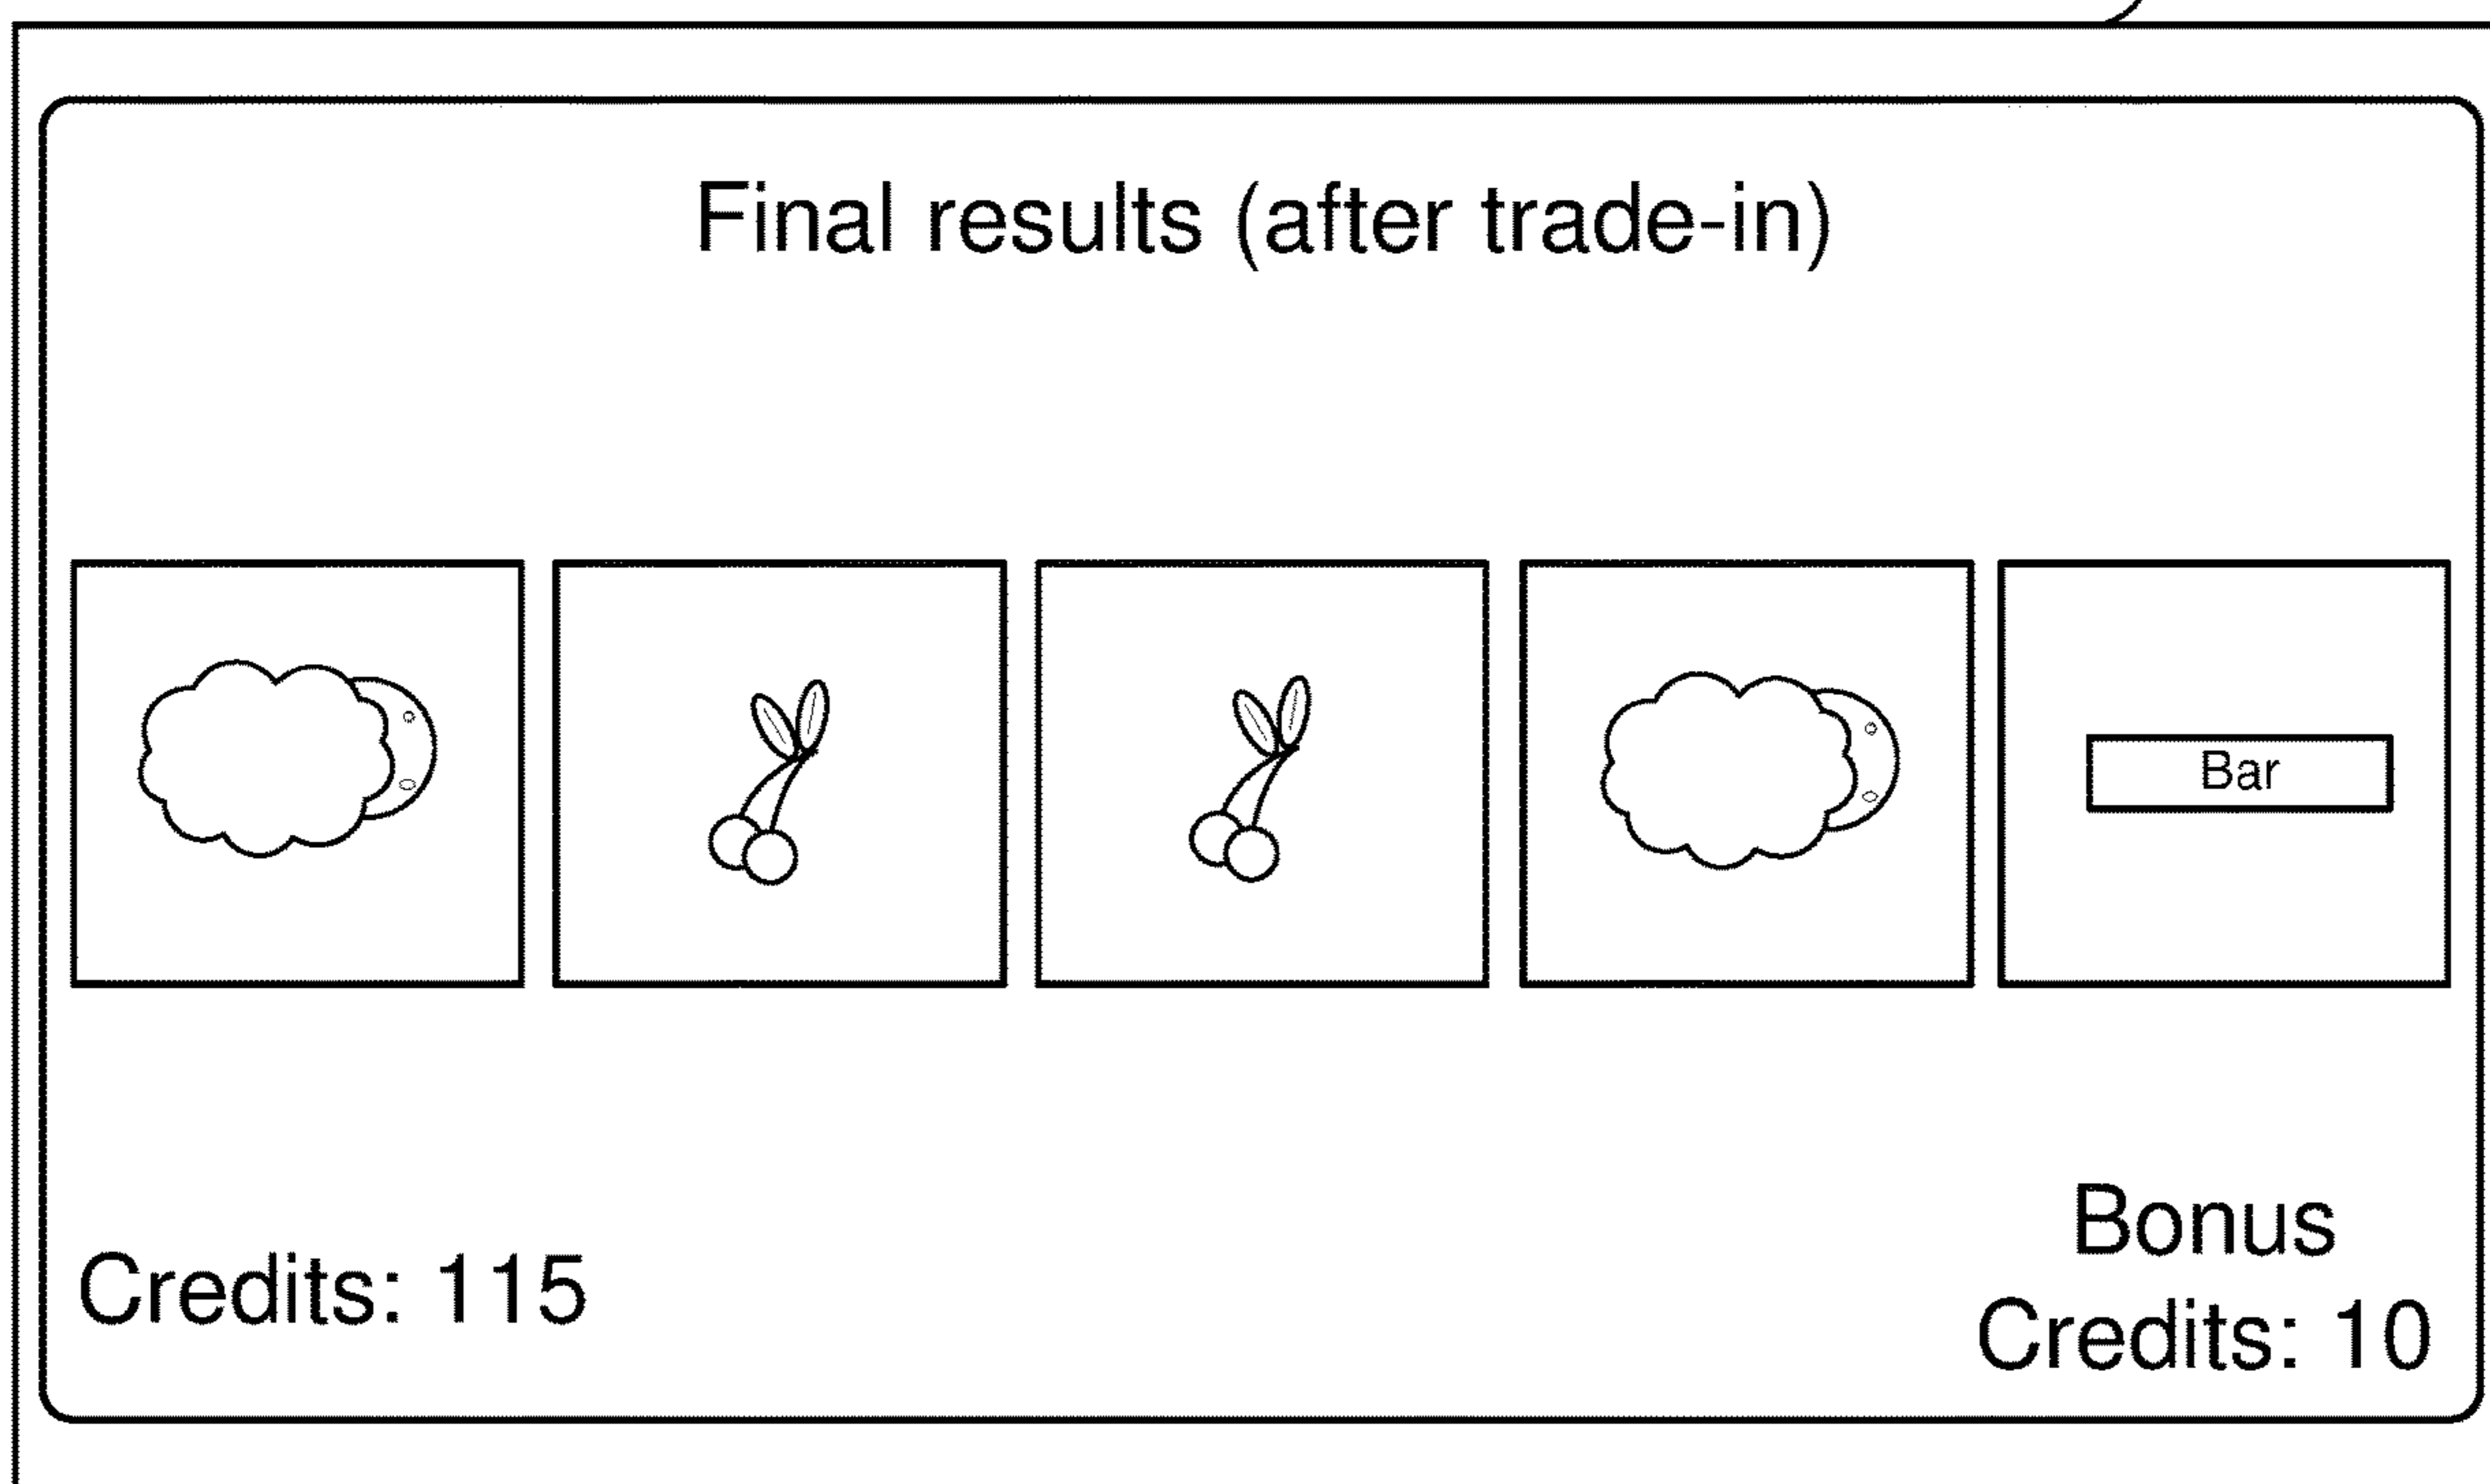 Final results (after trade-in)
Bar
Credits: 115
Bonus
Credits: 10